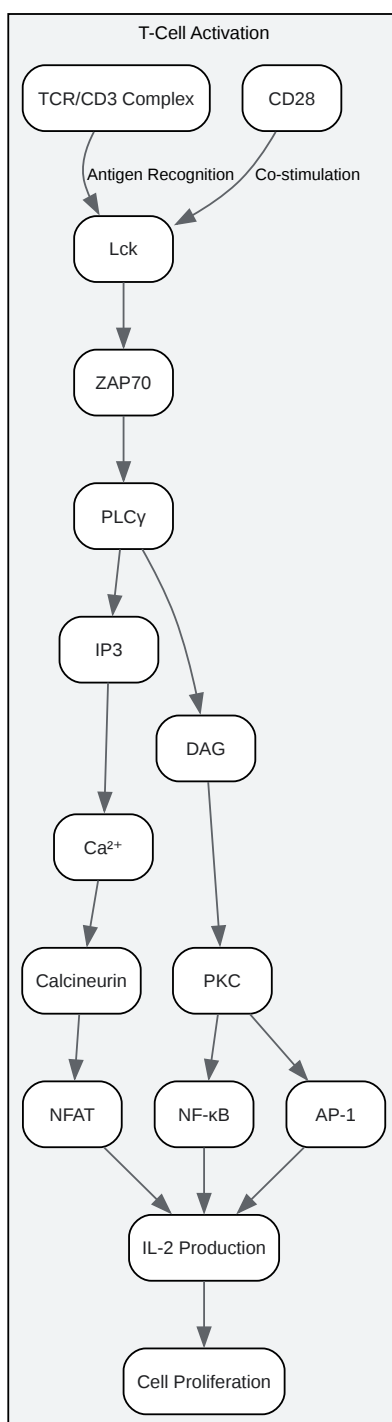 T-Cell Activation
TCR/CD3 Complex
CD28
Antigen Recognition
Co-stimulation
Lck
ZAP70
PLCγ
IP3
DAG
Ca²⁺
Calcineurin
PKC
NFAT
NF-κB
AP-1
IL-2 Production
Cell Proliferation